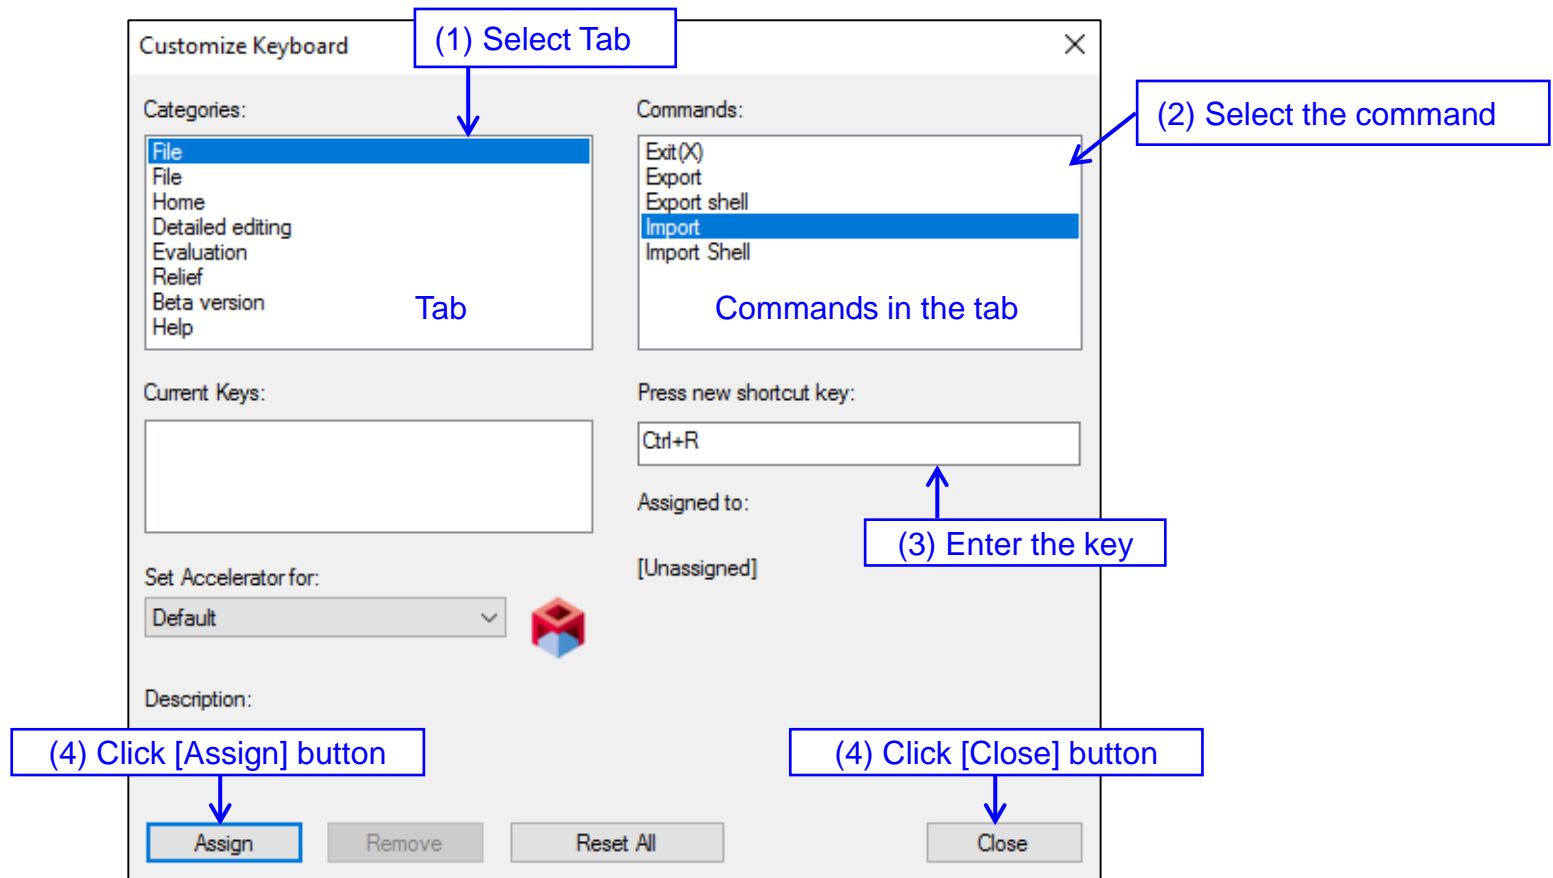 Customize Keyboard
(1) Select Tab
Categories:
Commands:
(2) Select the command
File
File
Home
Detailed editing
Evaluation
Relief
Beta version
Help
Tab
Exit(X)
Export
Export shell
Import
Import Shell
Commands in the tab
Current Keys:
Press new shortcut key:
Ctrl+R
Assigned to:
(3) Enter the key
[Unassigned]
Set Accelerator for:
Default
Description:
(4) Click [Assign] button
(4) Click [Close] button
Assign
Remove
Reset All
Close